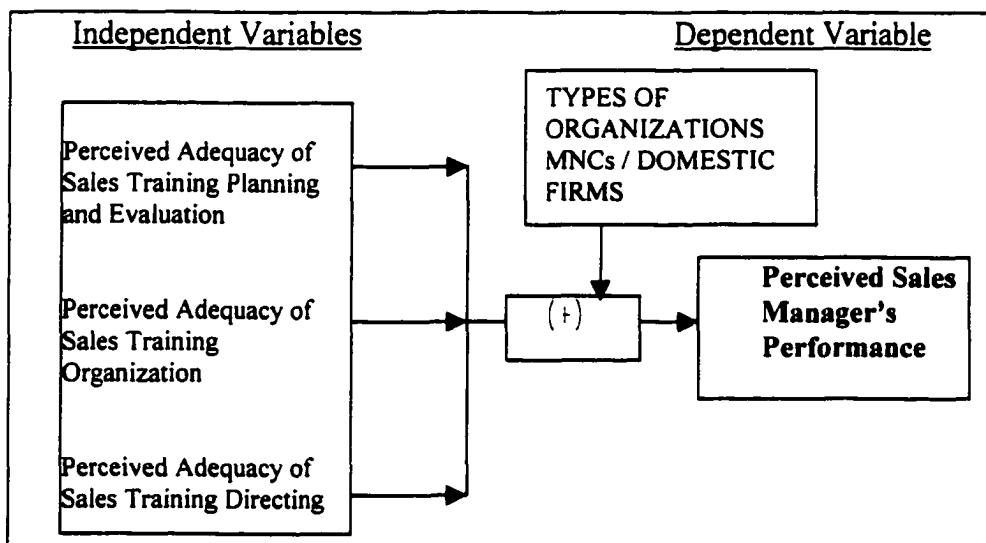 Independent Variables
Dependent Variable
Perceived Adequacy of
Sales Training Planning
and Evaluation
Perceived Adequacy of
Sales Training
Organization
Perceived Adequacy of
Sales Training Directing
TYPES OF
ORGANIZATIONS
MNCs / DOMESTIC
FIRMS
(+)
Perceived Sales
Manager's
Performance